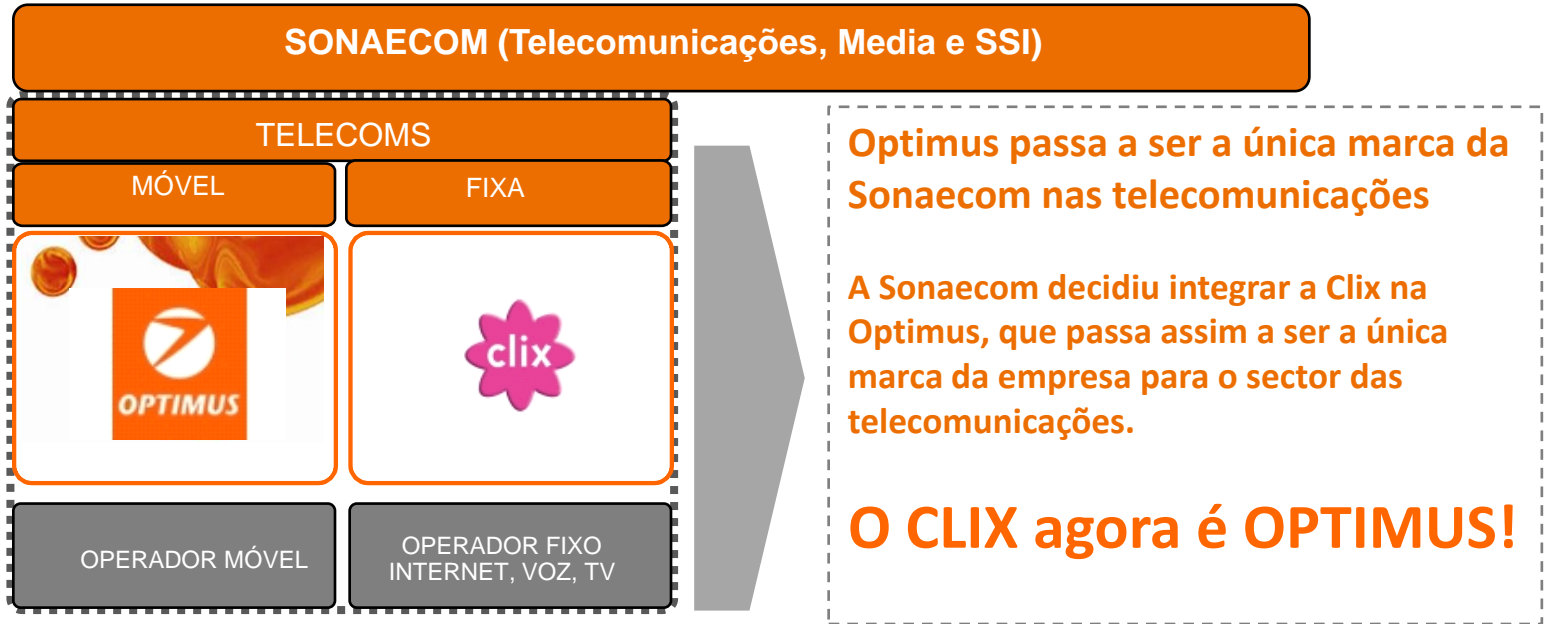 SONAECOM (Telecomunicações, Media e SSI)
TELECOMS
MÓVEL
FIXA
OPTIMUS
clix
OPERADOR MÓVEL
OPERADOR FIXO
INTERNET, VOZ, TV
Optimus passa a ser a única marca da
Sonaecom nas telecomunicações
A Sonaecom decidiu integrar a Clix na
Optimus, que passa assim a ser a única
marca da empresa para o sector das
telecomunicações.
O CLIX agora é OPTIMUS!